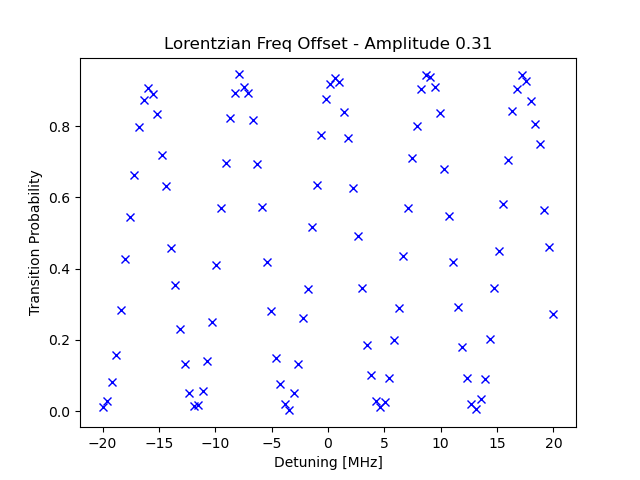 Lorentzian Freq Offset - Amplitude 0.31
Transition Probability
0.8
0.6
0.4
0.2
0.0
−20 −15 −10 −5 0 5 10 15 20
Detuning [MHz]